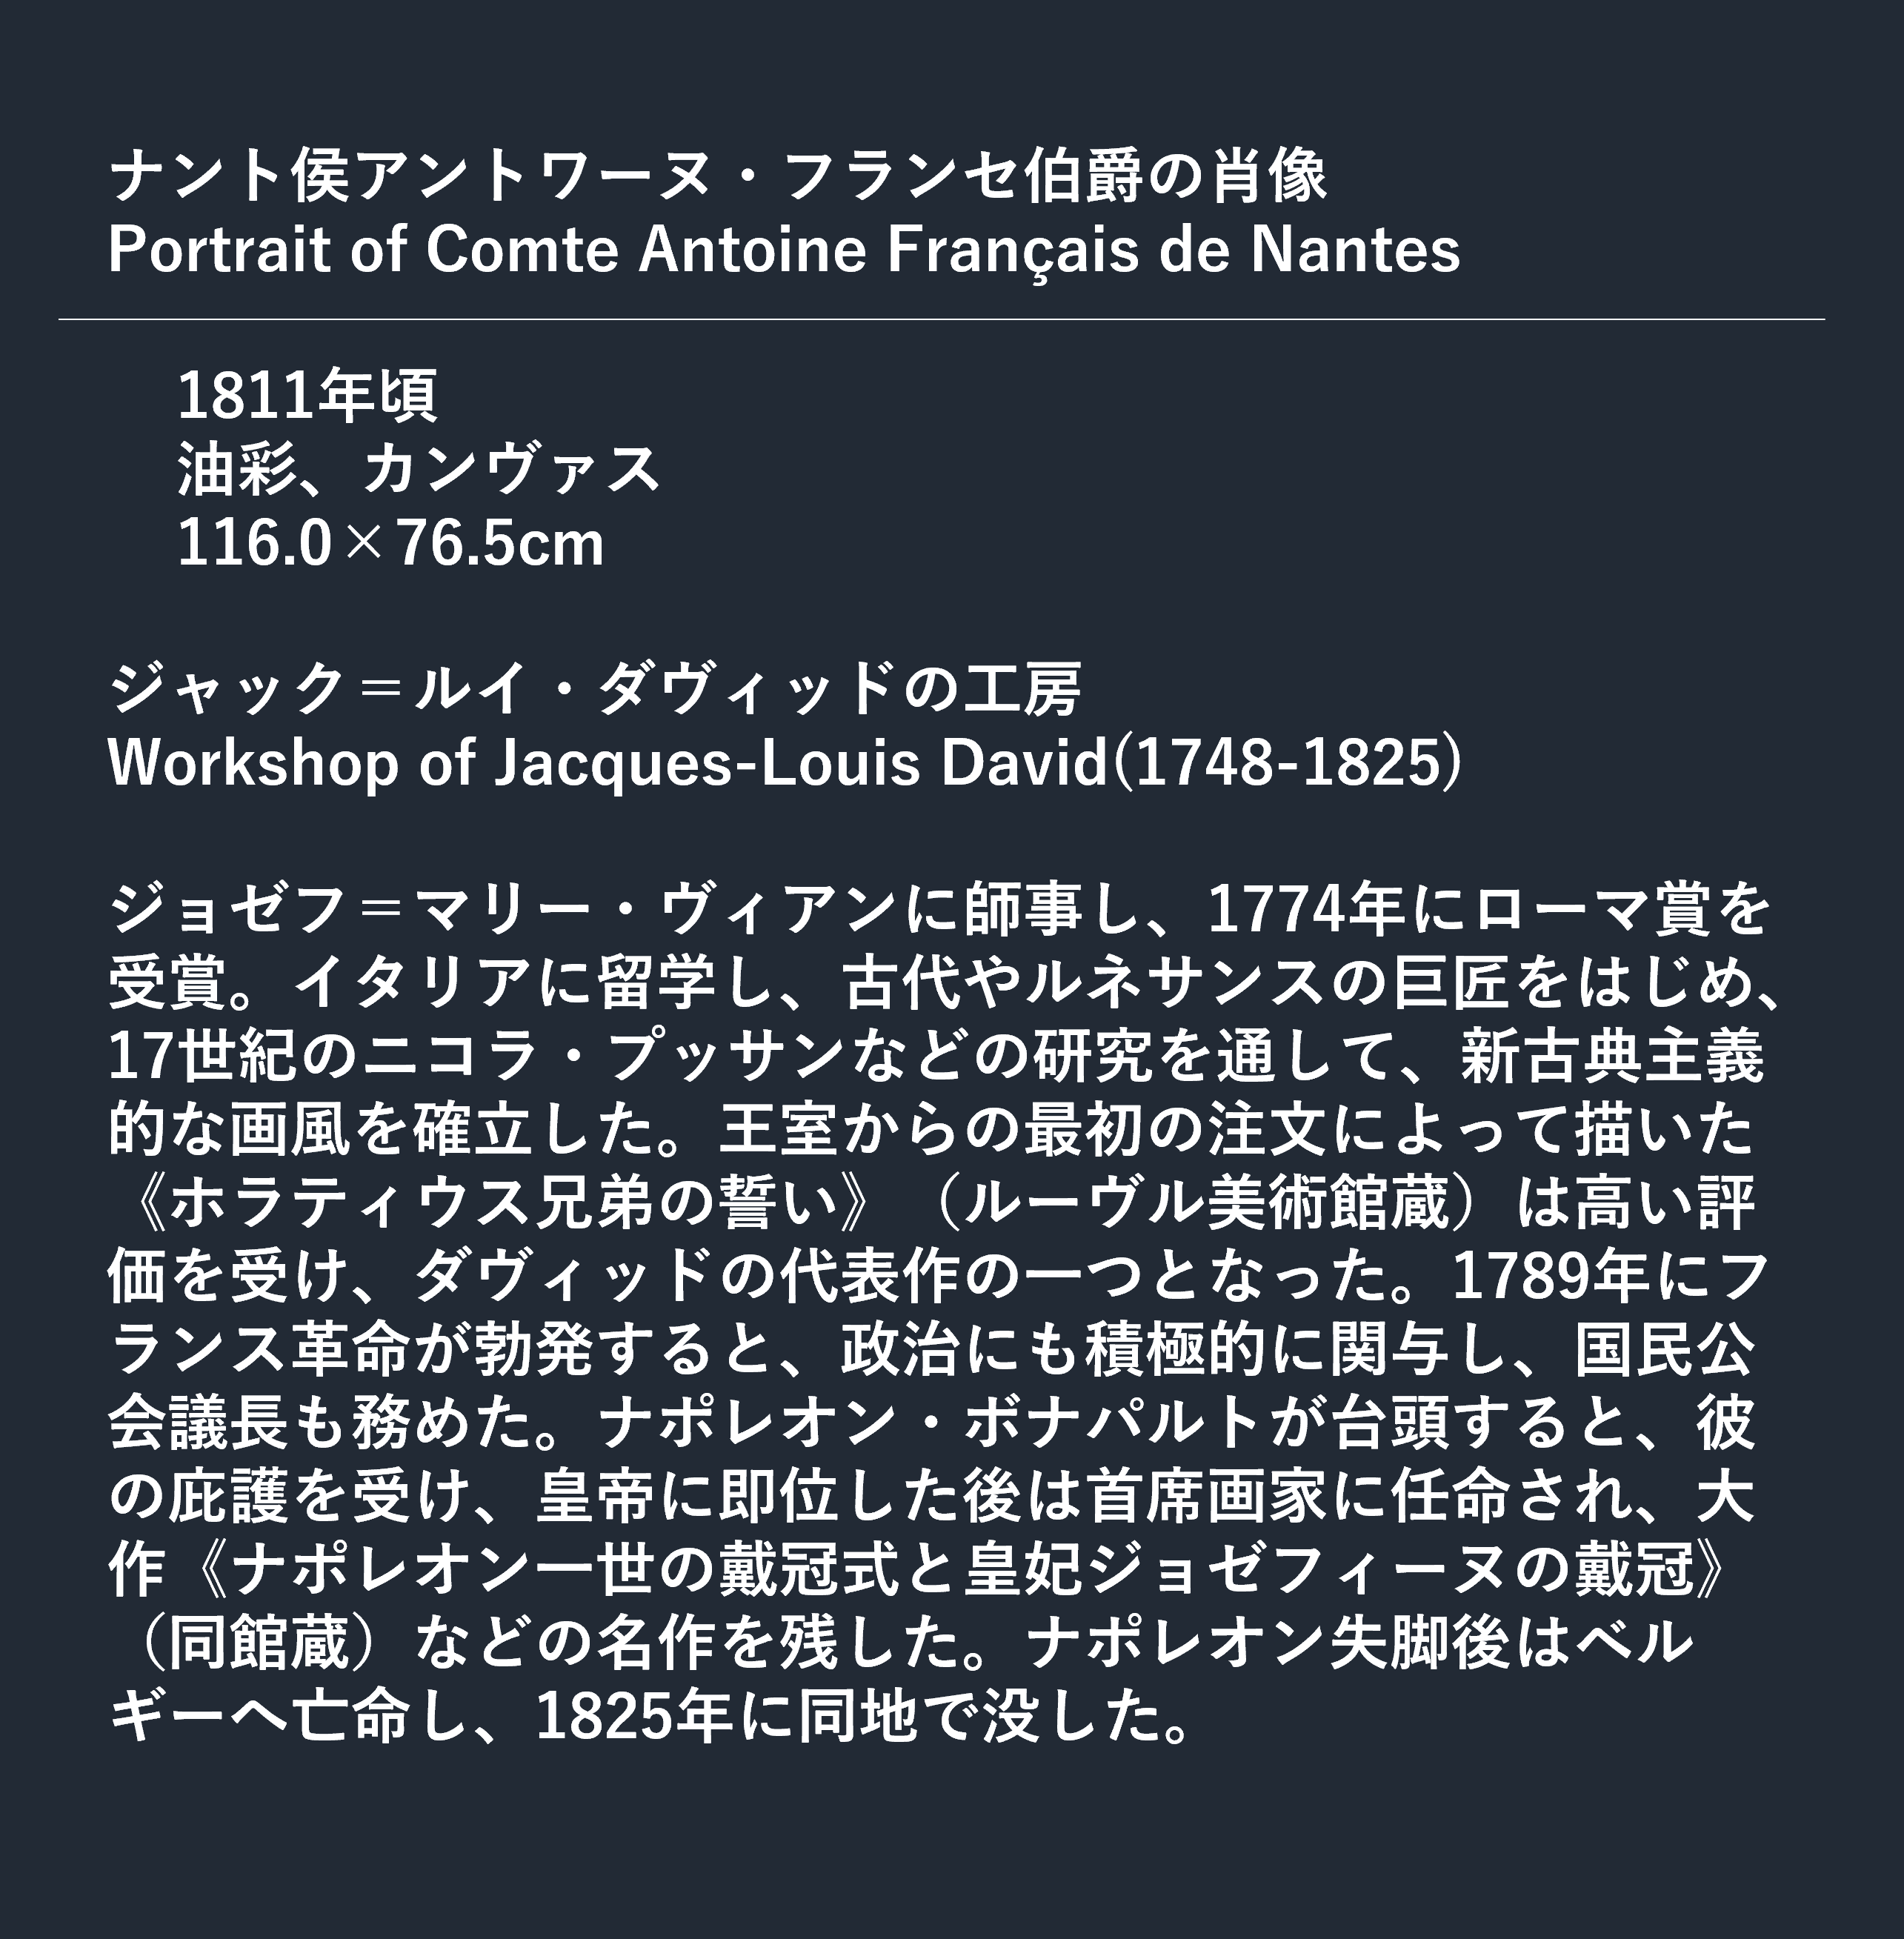 ナント侯アントワーヌ・フランセ伯爵の肖像
Portrait of Comte Antoine Français de Nantes
1811年頃
油彩、カンヴァス
116.0×76.5cm
ジャック＝ルイ・ダヴィッドの工房
Workshop of Jacques-Louis David(1748-1825)
ジョゼフ＝マリー・ヴィアンに師事し、1774年にローマ賞を
受賞。イタリアに留学し、古代やルネサンスの巨匠をはじめ、
17世紀のニコラ・プッサンなどの研究を通して、新古典主義
的な画風を確立した。王室からの最初の注文によって描いた
《ホラティウス兄弟の誓い》（ルーヴル美術館蔵）は高い評
価を受け、ダヴィッドの代表作の一つとなった。1789年にフ
ランス革命が勃発すると、政治にも積極的に関与し、国民公
会議長も務めた。ナポレオン・ボナパルトが台頭すると、彼
の庇護を受け、皇帝に即位した後は首席画家に任命され、大
作《ナポレオン一世の戴冠式と皇妃ジョゼフィーヌの戴冠》
（同館蔵）などの名作を残した。ナポレオン失脚後はベル
ギーへ亡命し、1825年に同地で没した。